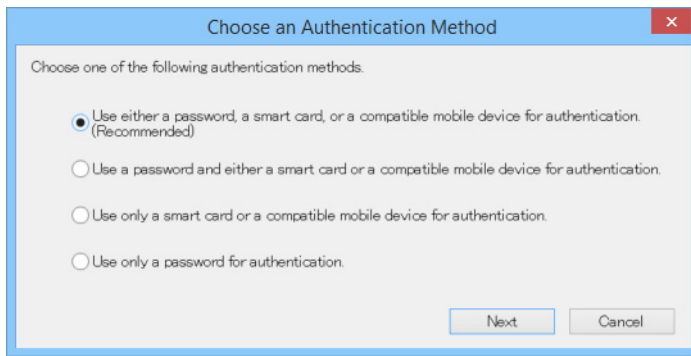 Choose an Authentication Method
Choose one of the following authentication methods.
Use either a password, a smart card, or a compatible mobile device for authentication.
(Recommended)
Use a password and either a smart card or a compatible mobile device for authentication.
Use only a smart card or a compatible mobile device for authentication.
Use only a password for authentication.
Next
Cancel